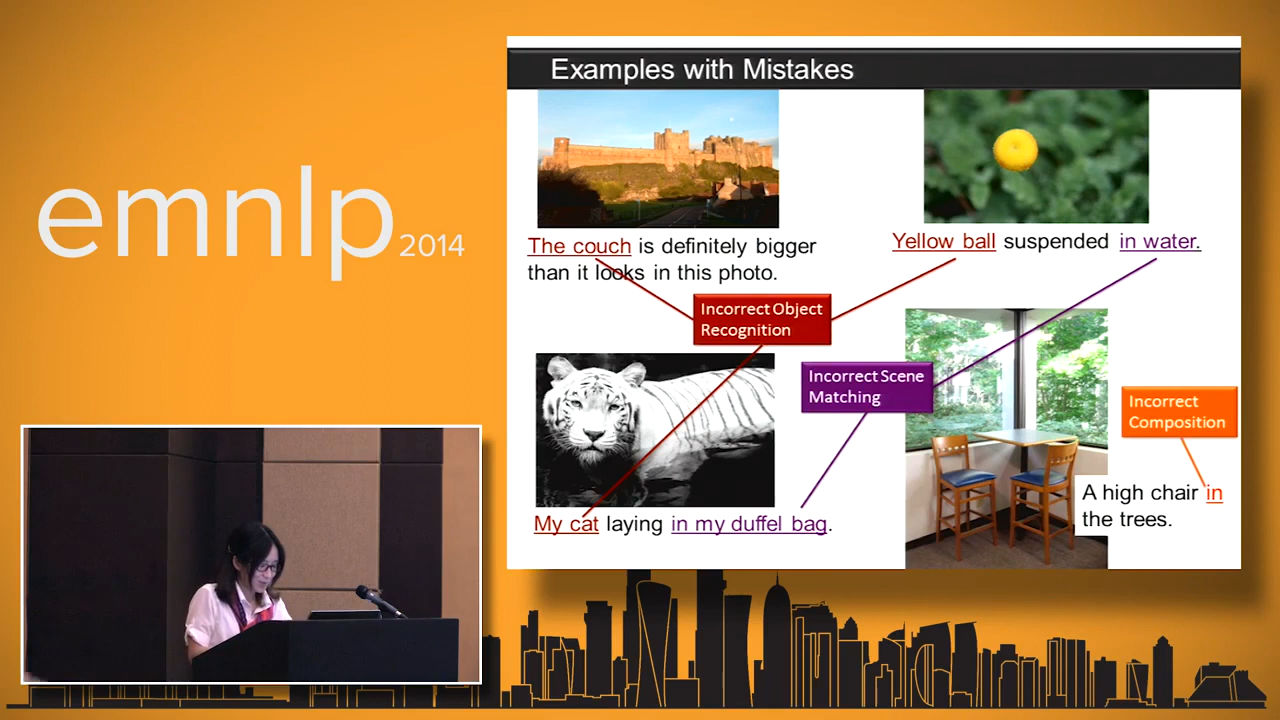 emnlp 2014
Examples with Mistakes
The couch is definitely bigger
than it looks in this photo.
Yellow ball suspended in water.
Incorrect Object
Recognition
Incorrect Scene
Matching
Incorrect
Composition
My cat laying in my duffel bag.
A high chair in
the trees.